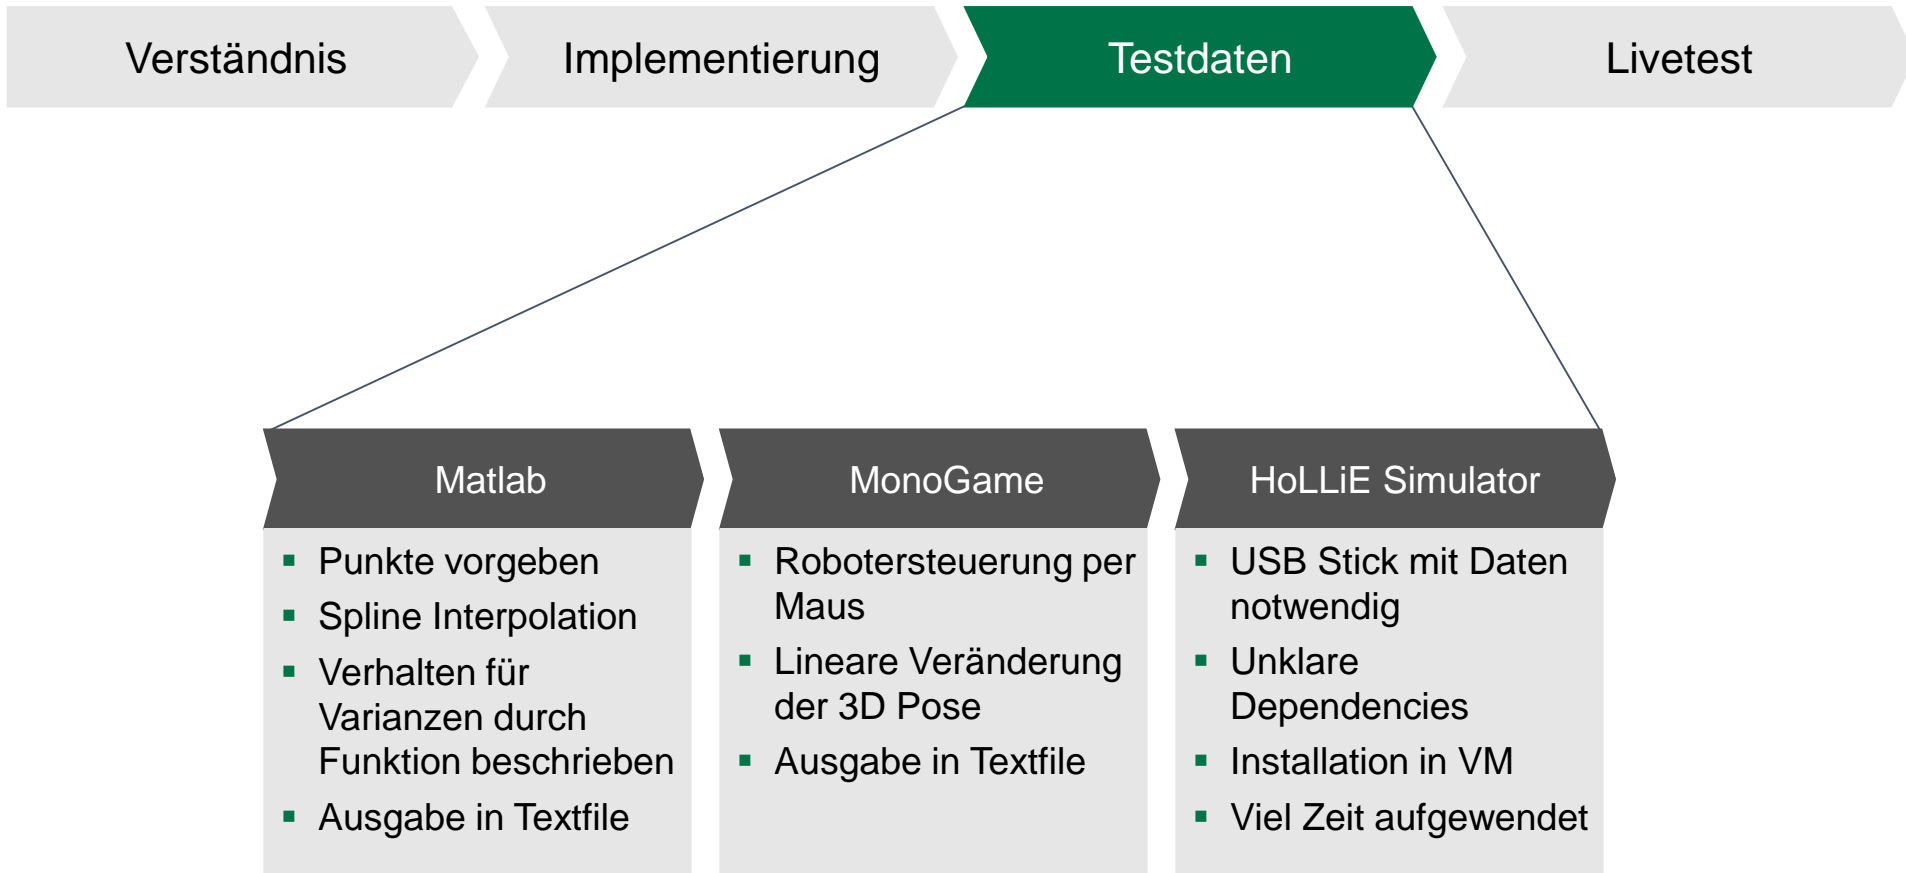 Verständnis
Implementierung
Testdaten
Livetest
Matlab
Punkte vorgeben
Spline Interpolation
Verhalten für
Varianzen durch
Funktion beschrieben
Ausgabe in Textfile
MonoGame
Robotersteuerung per
Maus
Lineare Veränderung
der 3D Pose
Ausgabe in Textfile
HoLLiE Simulator
USB Stick mit Daten
notwendig
Unklare
Dependencies
Installation in VM
Viel Zeit aufgewendet